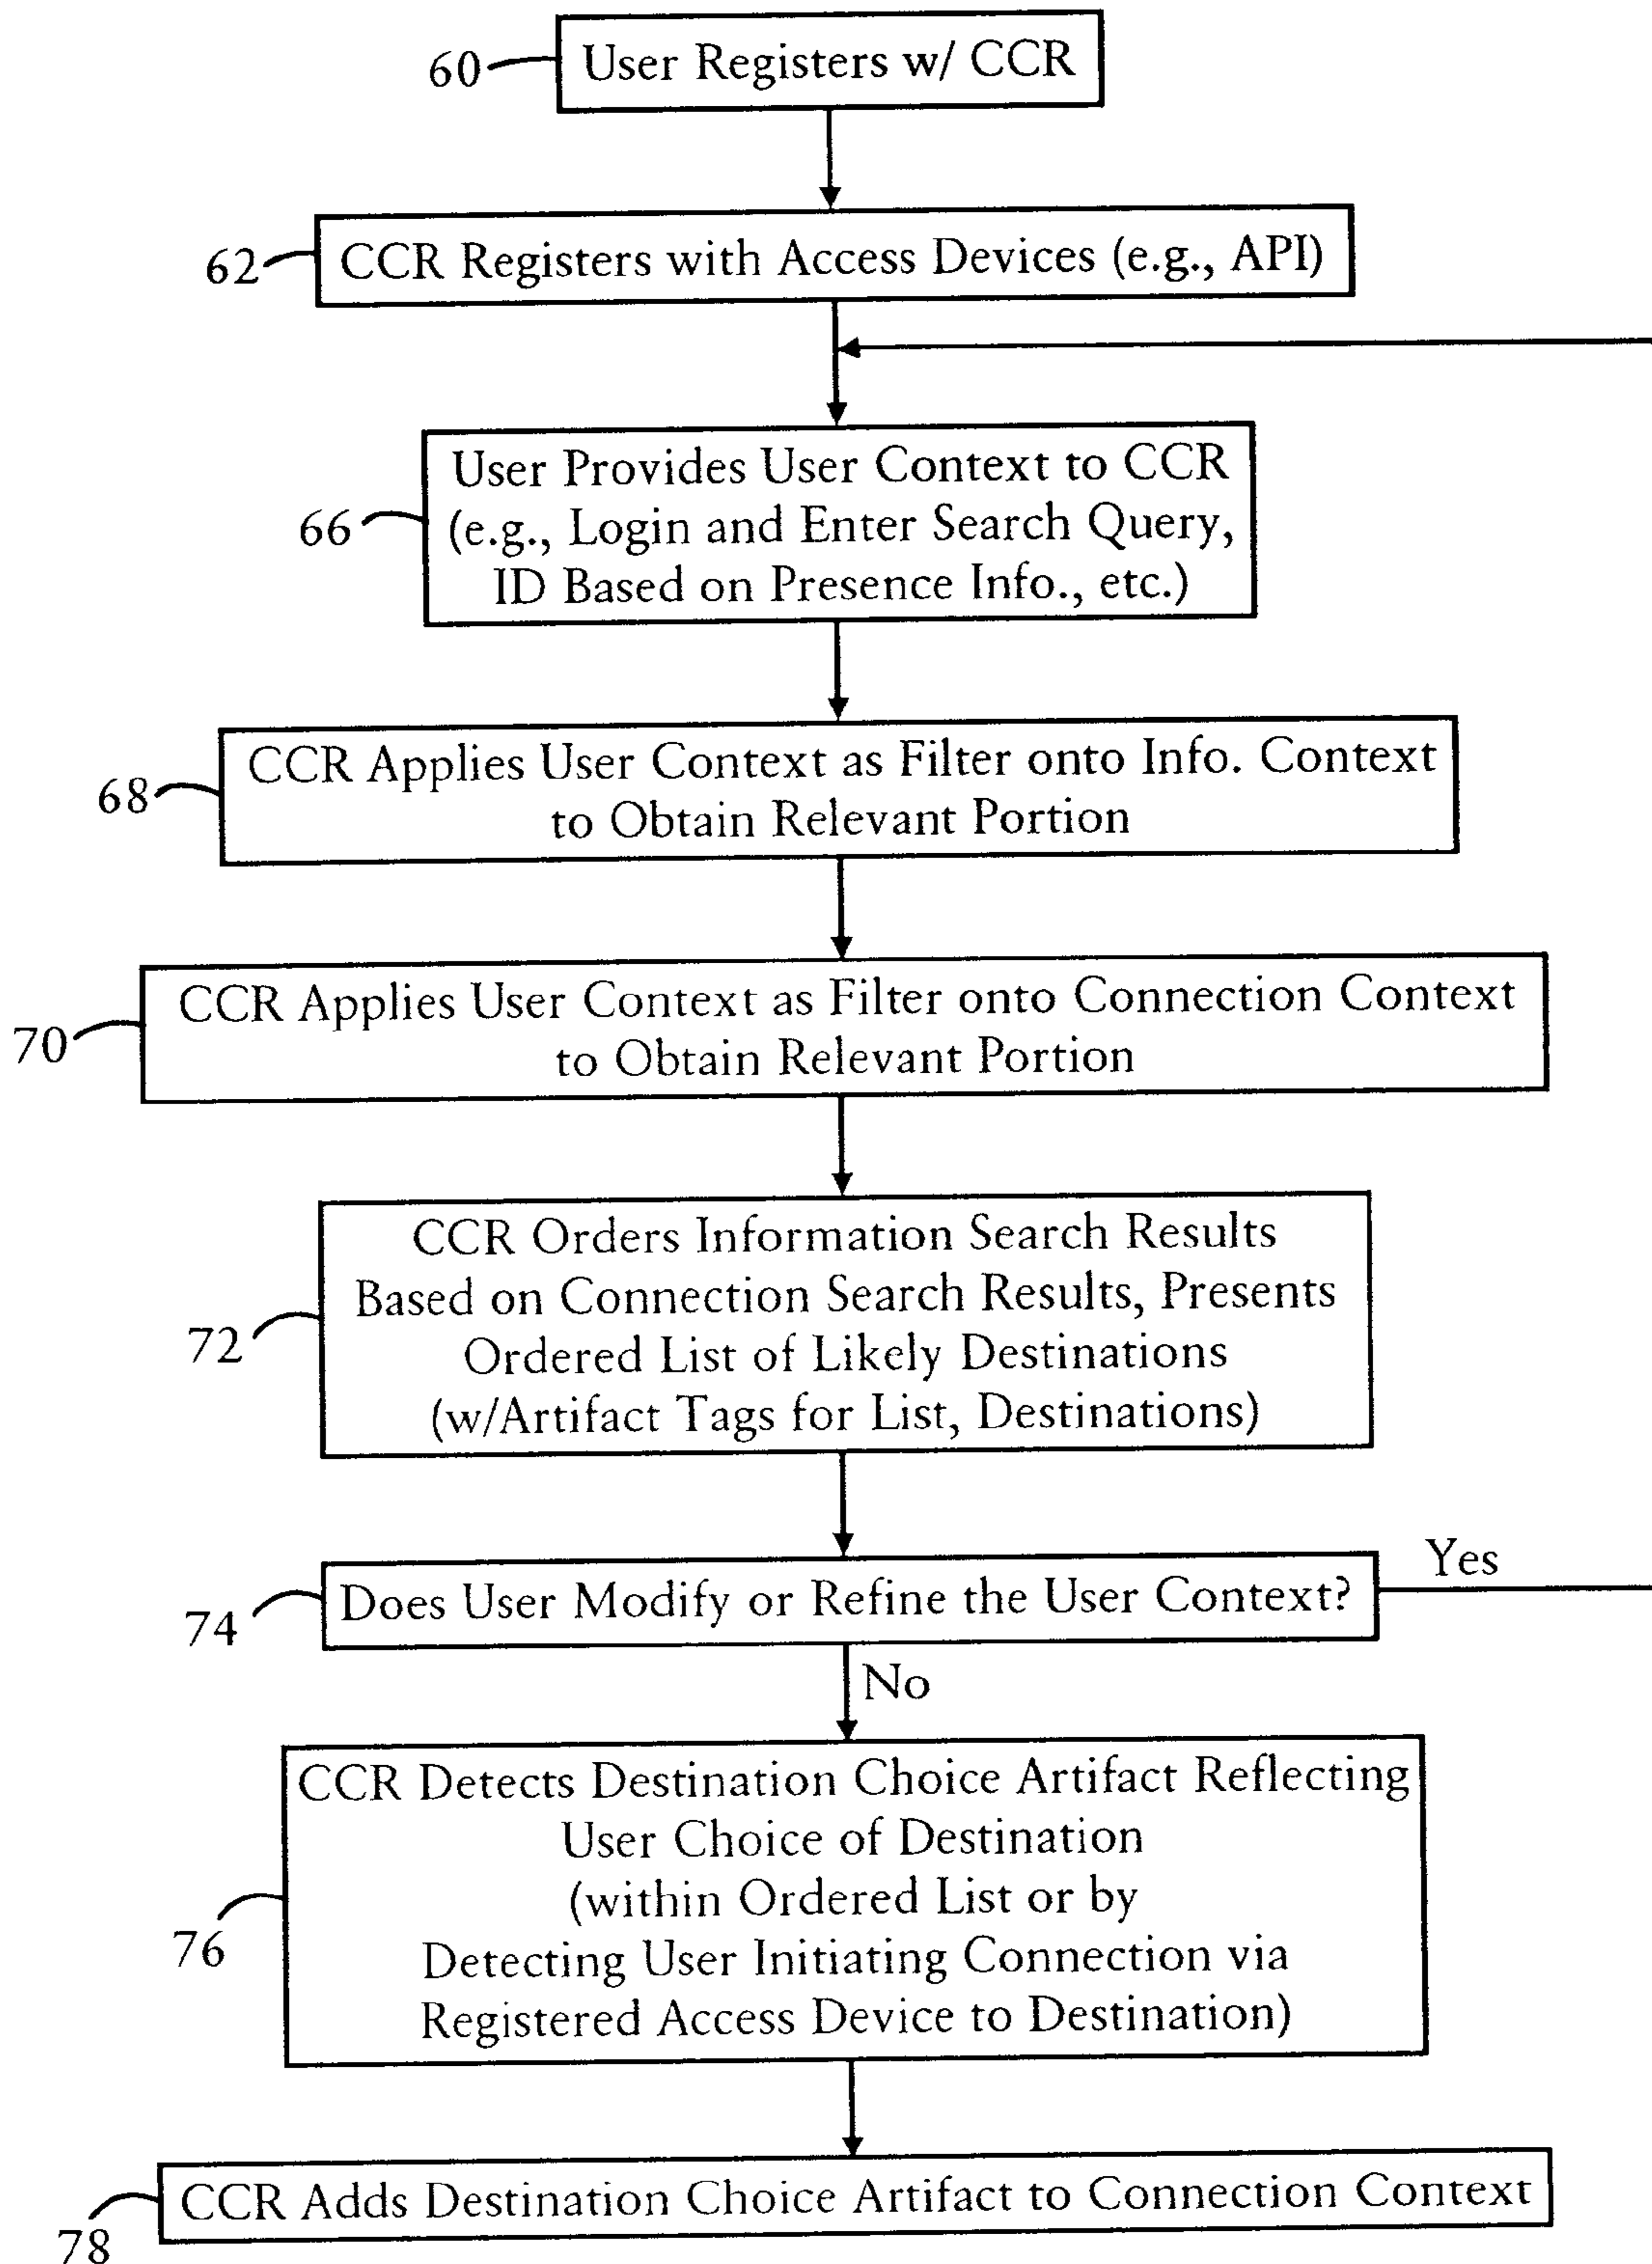 60
User Registers w/ CCR
62
CCR Registers with Access Devices (e.g., API)
66
User Provides User Context to CCR
(e.g., Login and Enter Search Query,
ID Based on Presence Info., etc.)
68
CCR Applies User Context as Filter onto Info. Context
to Obtain Relevant Portion
70
CCR Applies User Context as Filter onto Connection Context
to Obtain Relevant Portion
72
CCR Orders Information Search Results
Based on Connection Search Results, Presents
Ordered List of Likely Destinations
(w/Artifact Tags for List, Destinations)
74
Does User Modify or Refine the User Context?
Yes
No
76
CCR Detects Destination Choice Artifact Reflecting
User Choice of Destination
(within Ordered List or by
Detecting User Initiating Connection via
Registered Access Device to Destination)
78
CCR Adds Destination Choice Artifact to Connection Context